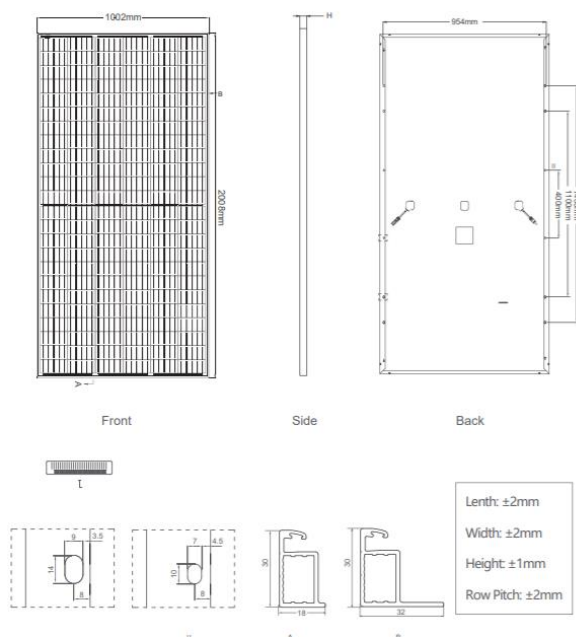 1002mm
H
954mm
B
2008mm
400mm
1100mm
A
Front
Side
Back
1
9
3.5
14
8
7
4.5
10
8
30
18
30
32
Lenth: ±2mm
Width: ±2mm
Height: ±1mm
Row Pitch: ±2mm